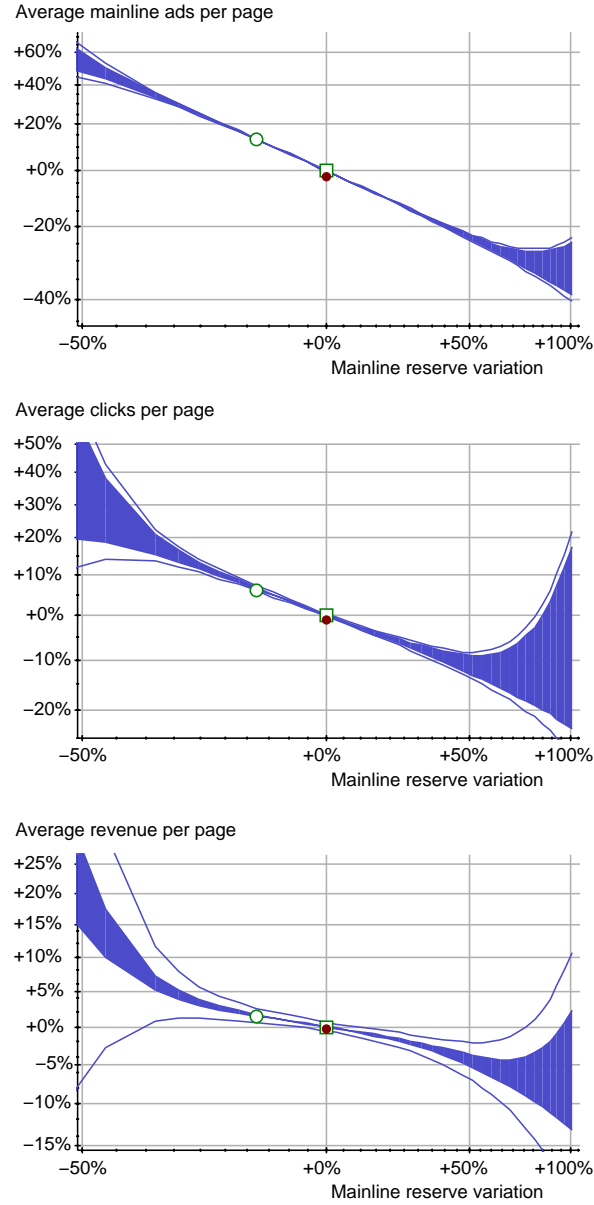 Average mainline ads per page
+60%
+40%
+20%
+0%
−20%
−40%
−50% +0% +50% +100%
Mainline reserve variation
Average clicks per page
+50%
+40%
+30%
+20%
+10%
+0%
−10%
−20%
−50% +0% +50% +100%
Mainline reserve variation
Average revenue per page
+25%
+20%
+15%
+10%
+5%
+0%
−5%
−10%
−15%
−50% +0% +50% +100%
Mainline reserve variation